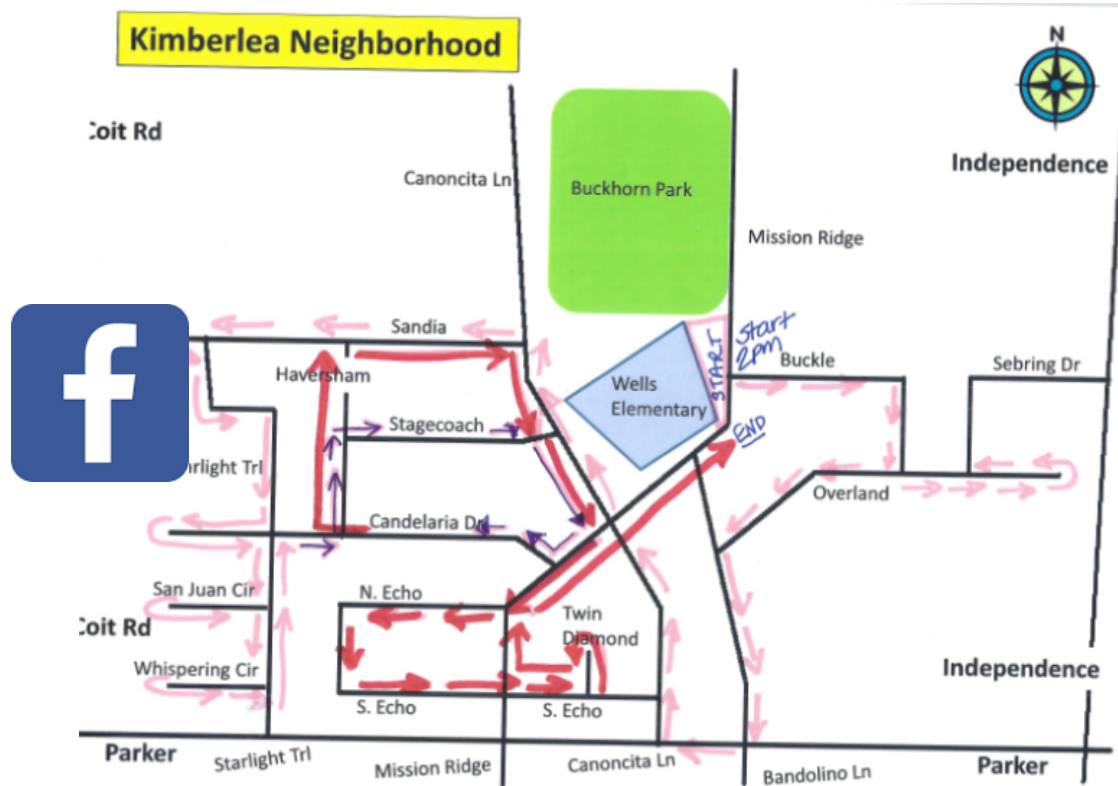 Kimberlea Neighborhood
N
Coit Rd
Independence
Canoncita Ln
Buckhorn Park
Mission Ridge
Sandia
START
Start
2pm
Buckle
Sebring Dr
Haversham
Wells
Elementary
Stagecoach
END
rlight Trl
Overland
Candelaria Dr
San Juan Cir
N. Echo
Twin
Diamond
Coit Rd
Whispering Cir
Independence
S. Echo
S. Echo
Parker
Starlight Trl
Mission Ridge
Canoncita Ln
Bandolino Ln
Parker
f